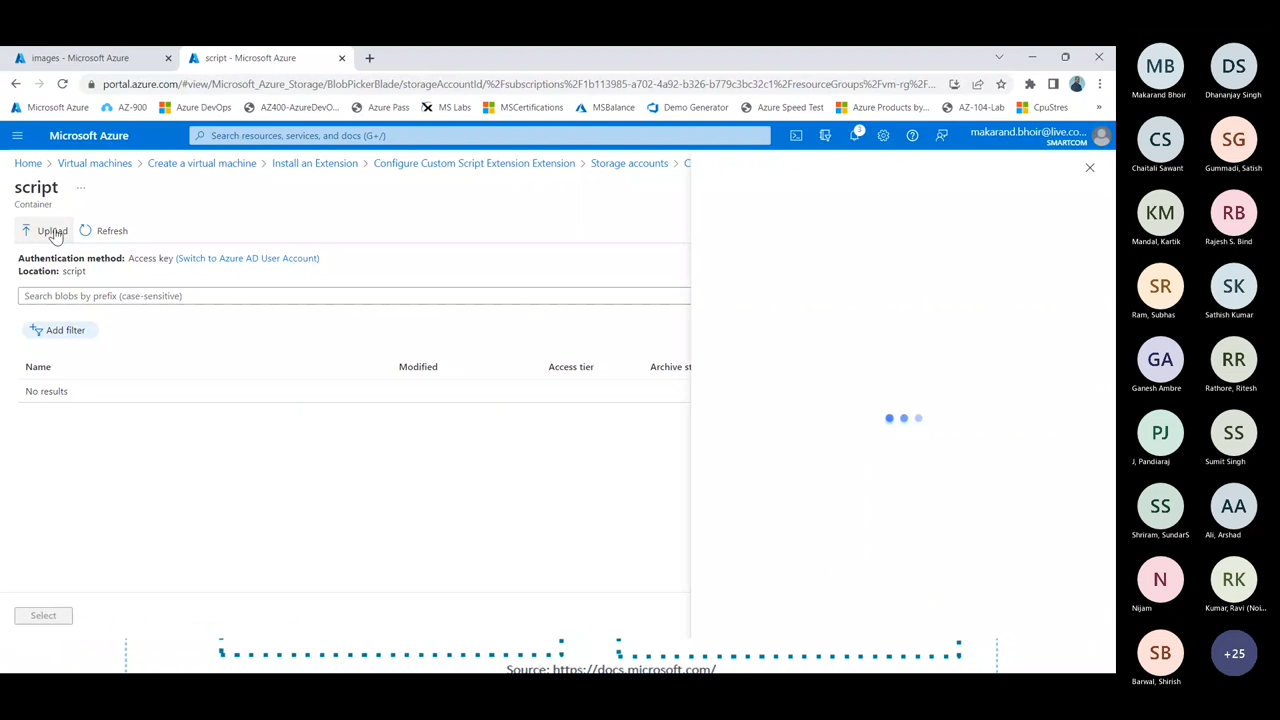 images - Microsoft Azure
script - Microsoft Azure
portal.azure.com/#view/Microsoft_Azure_Storage/BlobPickerBlade/storageAccountId/%2Fsubscriptions%2F1b113985-a702-4a92-b326-b779c3bc32c1%2FresourceGroups%2Fvm-rg%2F...
Microsoft Azure
AZ-900
Azure DevOps
AZ400-AzureDevO...
Azure Pass
MS Labs
MSCertifications
MSBalance
Demo Generator
Azure Speed Test
Azure Products by...
AZ-104-Lab
CpuStres
»
Microsoft Azure
Search resources, services, and docs (G+/)
3
makarand.bhoir@live.co...
SMARTCOM
Home > Virtual machines > Create a virtual machine > Install an Extension > Configure Custom Script Extension Extension > Storage accounts > C
script
...
Container
Upload
Refresh
Authentication method: Access key (Switch to Azure AD User Account)
Location: script
Search blobs by prefix (case-sensitive)
Add filter
Name
Modified
Access tier
Archive st
No results
Select
Source: https://docs.microsoft.com/
MB
DS
Makarand Bhoir
Dhananjay Singh
CS
SG
Chaitali Sawant
Gummadi, Satish
KM
RB
Mandal, Kartik
Rajesh S. Bind
SR
SK
Ram, Subhas
Sathish Kumar
GA
RR
Ganesh Ambre
Rathore, Ritesh
PJ
SS
J, Pandiaraj
Sumit Singh
SS
AA
Shriram, SundarS
Ali, Arshad
N
RK
Nijam
Kumar, Ravi (Noi...
SB
+25
Barwal, Shirish